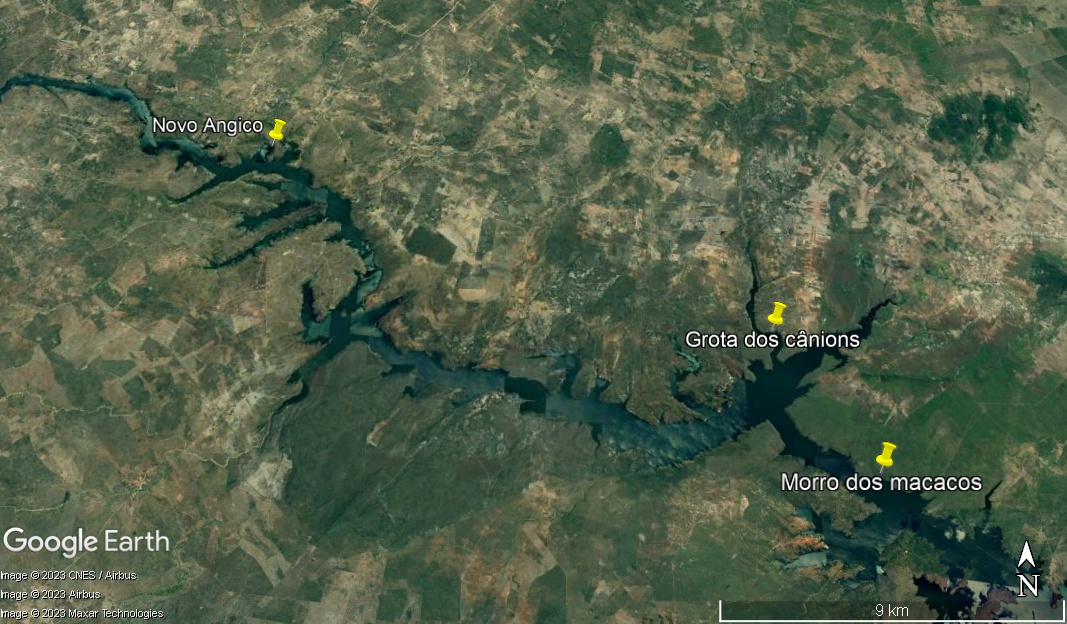 Novo Angico
Grota dos cânions
Morro dos macacos
Google Earth
Image © 2023 CNES / Airbus
Image © 2023 Airbus
Image © 2023 Maxar Technologies
N
9 km